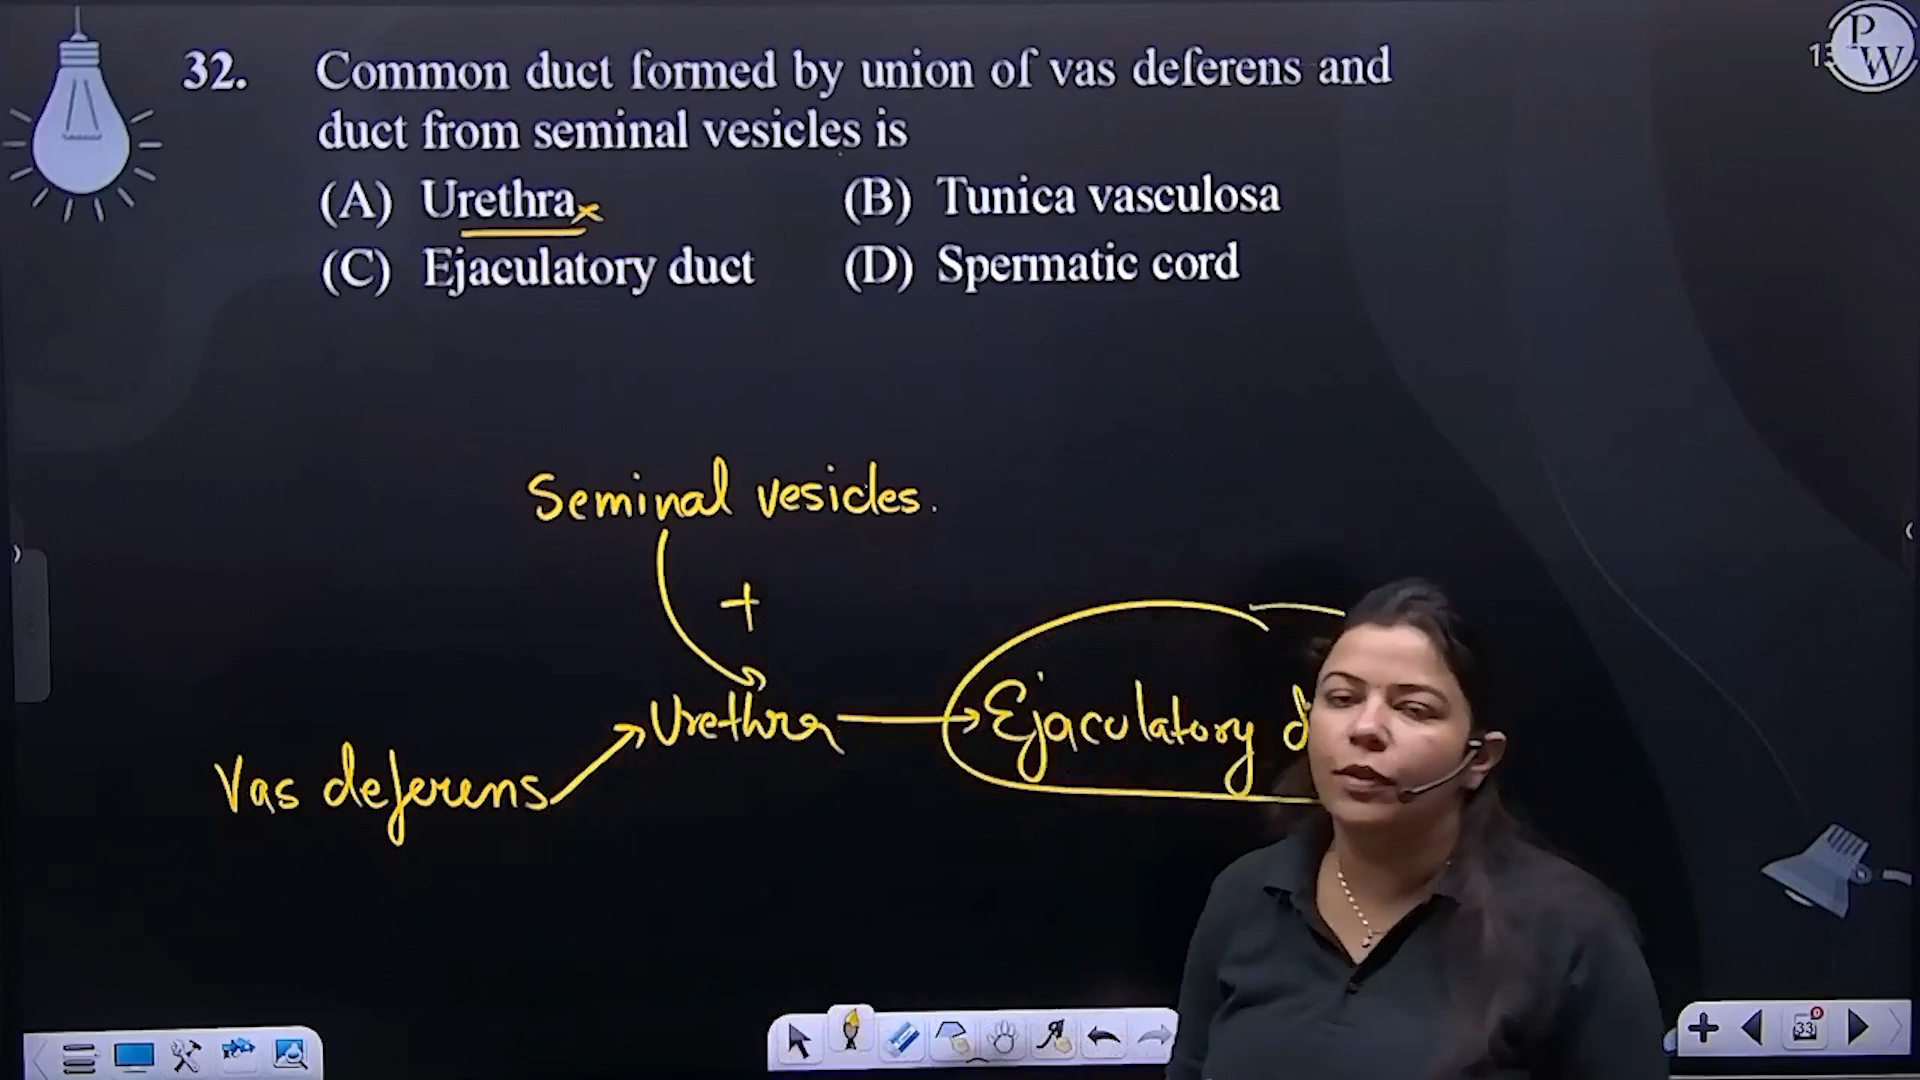 32. Common duct formed by union of vas deferens and
duct from seminal vesicles is
(A) Urethra
(B) Tunica vasculosa
(C) Ejaculatory duct
(D) Spermatic cord
Seminal vesicles.
+
Urethra
Ejaculatory d
Vas deferens
PW
33